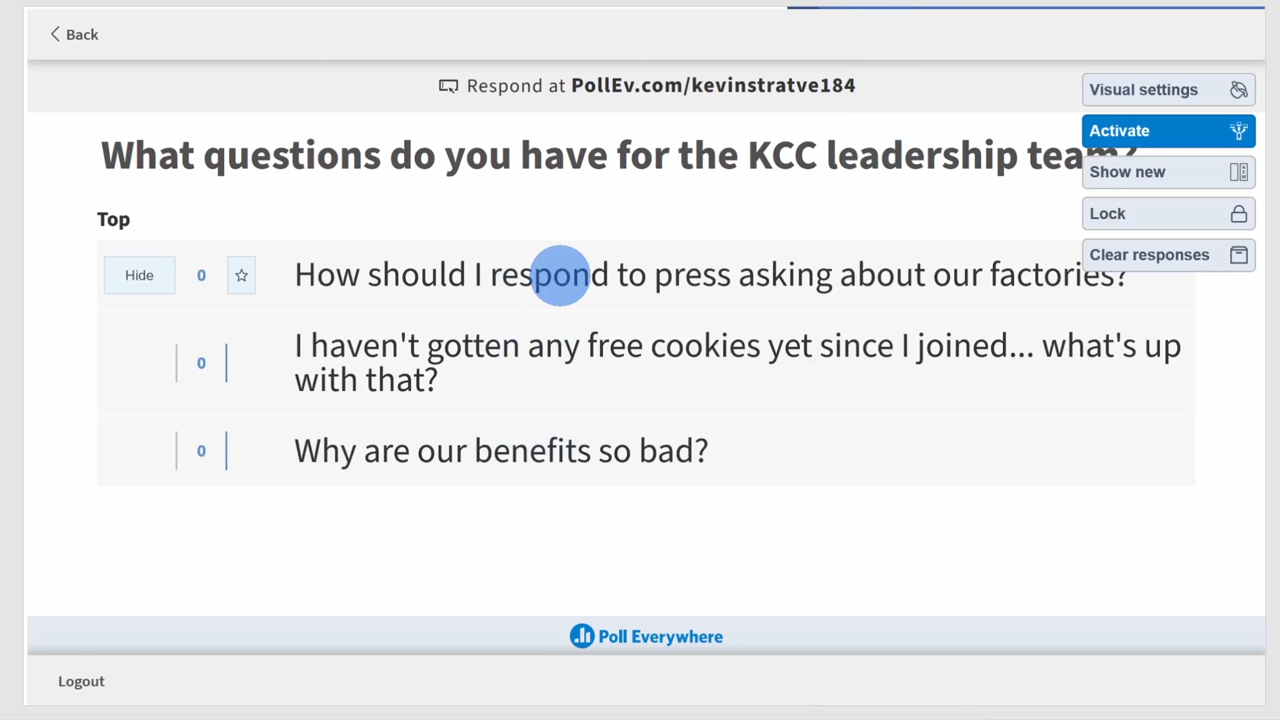 Back
Respond at PollEv.com/kevinstratve184
Visual settings
Activate
What questions do you have for the KCC leadership team?
Show new
Top
Lock
Hide 0 How should I respond to press asking about our factories?
Clear responses
0 I haven't gotten any free cookies yet since I joined... what's up
with that?
0 Why are our benefits so bad?
Poll Everywhere
Logout